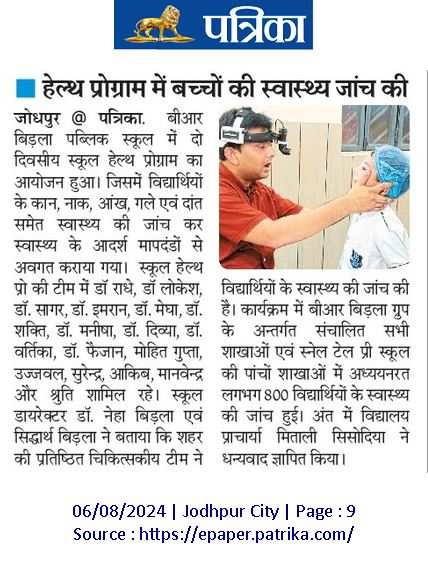 पत्रिका
हेल्थ प्रोग्राम में बच्चों की स्वास्थ्य जांच की
जोधपुर @ पत्रिका. बीआर
बिड़ला पब्लिक स्कूल में दो
दिवसीय स्कूल हेल्थ प्रोग्राम का
आयोजन हुआ। जिसमें विद्यार्थियों
के कान, नाक, आंख, गले एवं दांत
समेत स्वास्थ्य की जांच कर
स्वास्थ्य के आदर्श मापदंडों से
अवगत कराया गया। स्कूल हेल्थ
प्रो की टीम में डॉ राधे, डॉ लोकेश,
डॉ. सागर, डॉ. इमरान, डॉ. मेघा, डॉ.
शक्ति, डॉ. मनीषा, डॉ. दिव्या, डॉ.
वर्तिका, डॉ. फैजान, मोहित गुप्ता,
उज्जवल, सुरेन्द्र, आकिब, मानवेन्द्र
और श्रुति शामिल रहे। स्कूल
डायरेक्टर डॉ. नेहा बिड़ला एवं
सिद्धार्थ बिड़ला ने बताया कि शहर
की प्रतिष्ठित चिकित्सकीय टीम ने
विद्यार्थियों के स्वास्थ्य की जांच की
है। कार्यक्रम में बीआर बिड़ला ग्रुप
के अन्तर्गत संचालित सभी
शाखाओं एवं स्नेल टेल प्री स्कूल
की पांचों शाखाओं में अध्ययनरत
लगभग 800 विद्यार्थियों के स्वास्थ्य
की जांच हुई। अंत में विद्यालय
प्राचार्या मिताली सिसोदिया ने
धन्यवाद ज्ञापित किया।
06/08/2024 | Jodhpur City | Page : 9
Source : https://epaper.patrika.com/